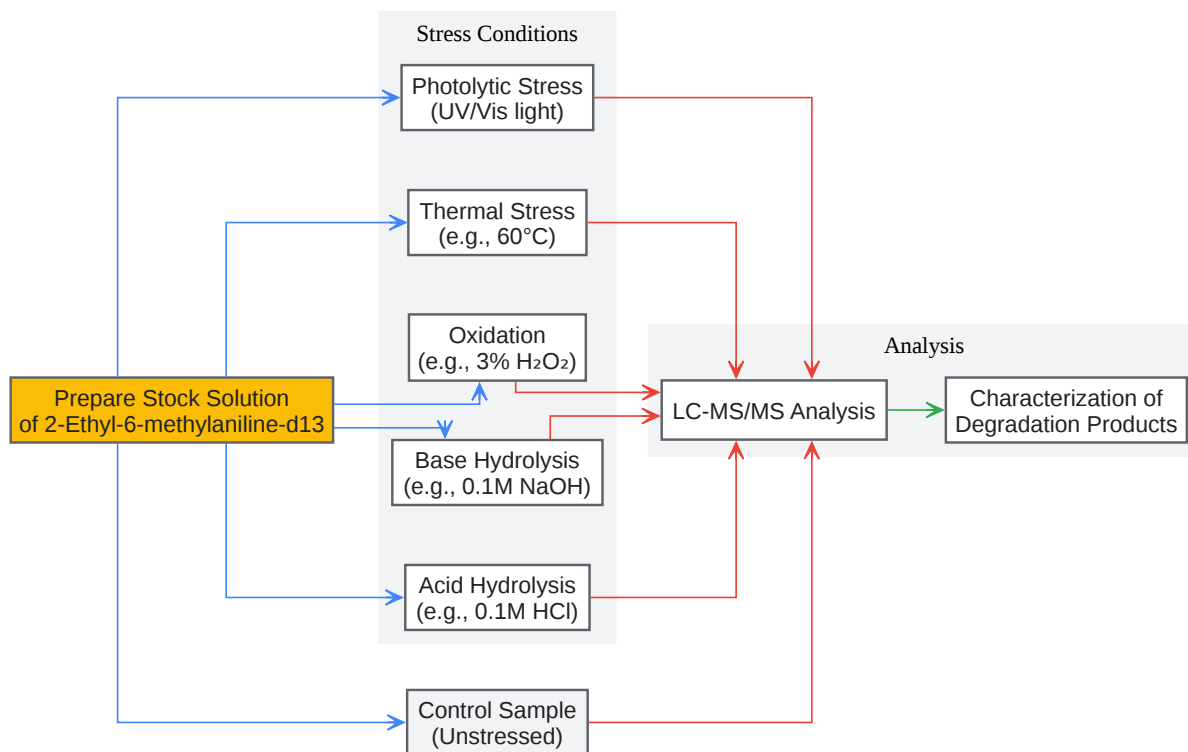 Stress Conditions
Photolytic Stress
(UV/Vis light)
Thermal Stress
(e.g., 60°C)
Oxidation
(e.g., 3% H₂O₂)
Analysis
Prepare Stock Solution
of 2-Ethyl-6-methylaniline-d13
LC-MS/MS Analysis
Characterization of
Degradation Products
Base Hydrolysis
(e.g., 0.1M NaOH)
Acid Hydrolysis
(e.g., 0.1M HCl)
Control Sample
(Unstressed)